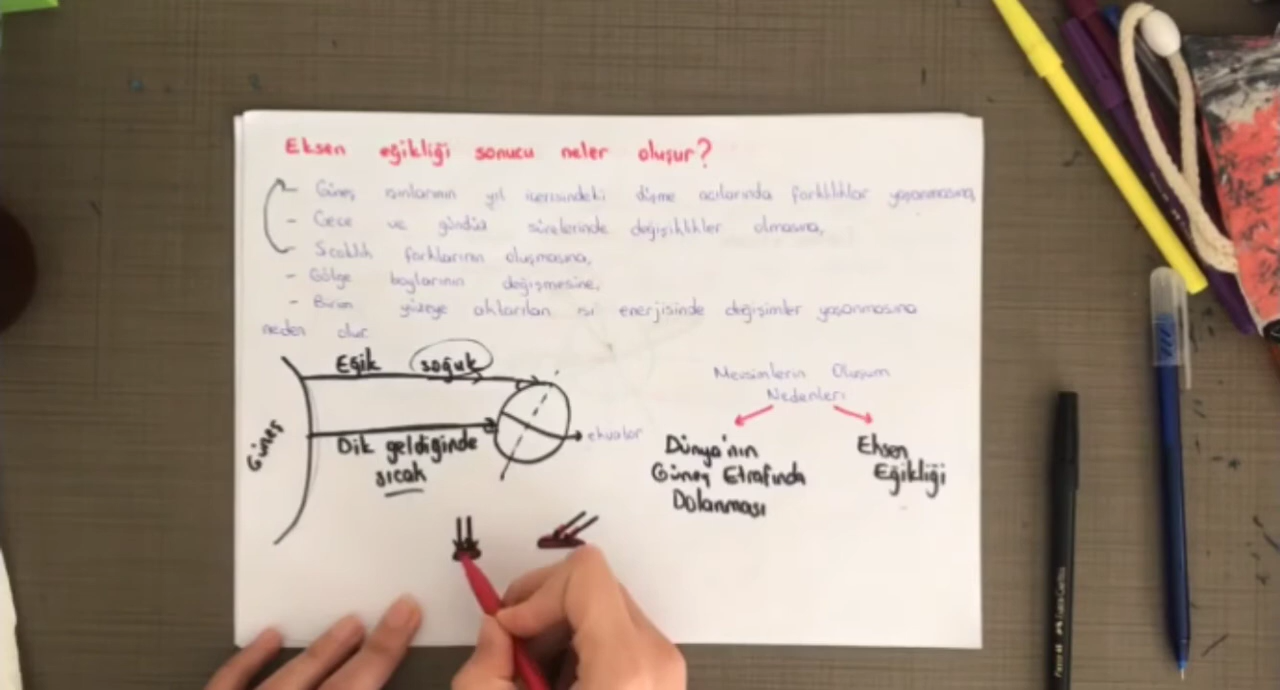 Eksen eğikliği sonucu neler oluşur?
- Güneş ışınlarının yıl içerisindeki düşme açılarında farklılıklar yaşanmasına,
- Gece ve gündüz sürelerinde değişiklikler olmasına,
- Sıcaklık farklarının oluşmasına,
- Gölge boylarının değişmesine,
- Birim yüzeye aktarılan ısı enerjisinde değişimler yaşanmasına
neden olur.
Eğik soğuk
Güneş
Dik geldiğinde
sıcak
ekvator
Mevsimlerin Oluşum
Nedenleri
Dünya'nın
Güneş Etrafında
Dolanması
Eksen
Eğikliği